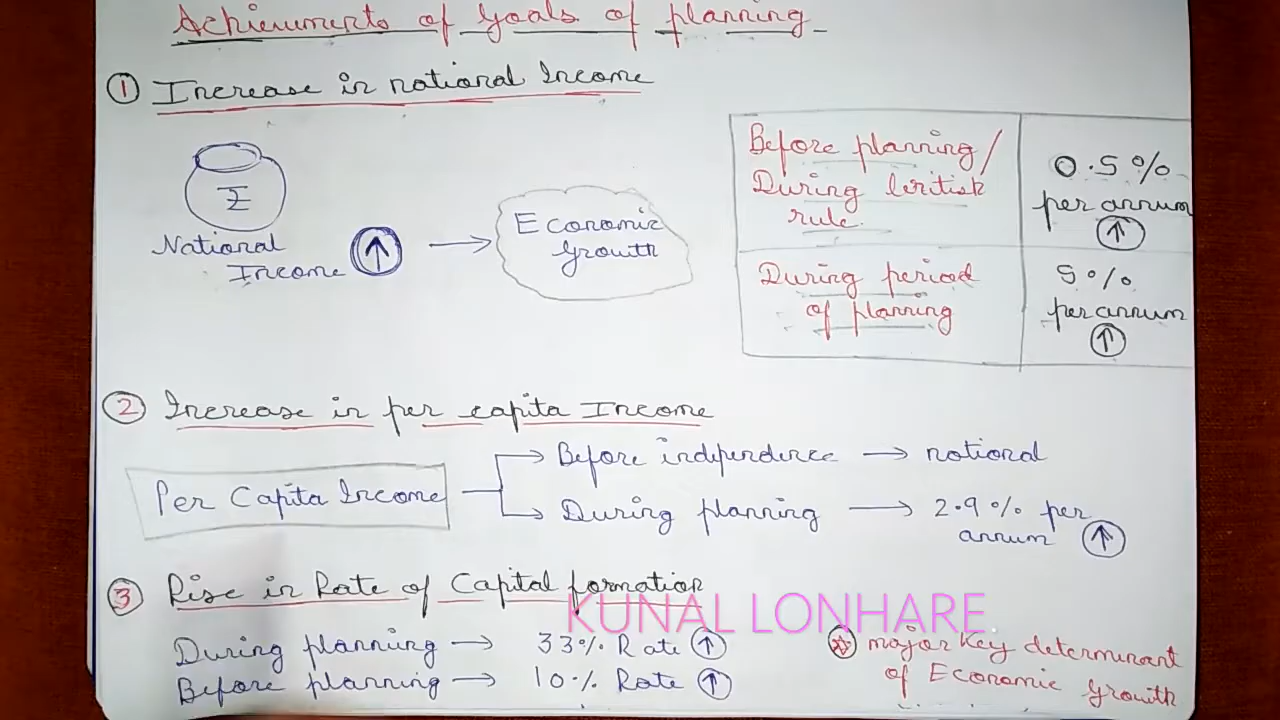 Achievements of Goals of planning
① Increase in national Income
₹
National
Income ↑ → Economic
Growth
Before planning/
During british
rule.
0.5%
per annum
↑
During period
of planning
5%
per annum
↑
② Increase in per capita Income
Per Capita Income
→ Before independence → notional
→ During planning → 2.9% per
annum ↑
③ Rise in Rate of Capital formation
KUNAL LONHARE
During planning → 33% Rate ↑
Before planning → 10% Rate ↑
major key determinant
of Economic Growth